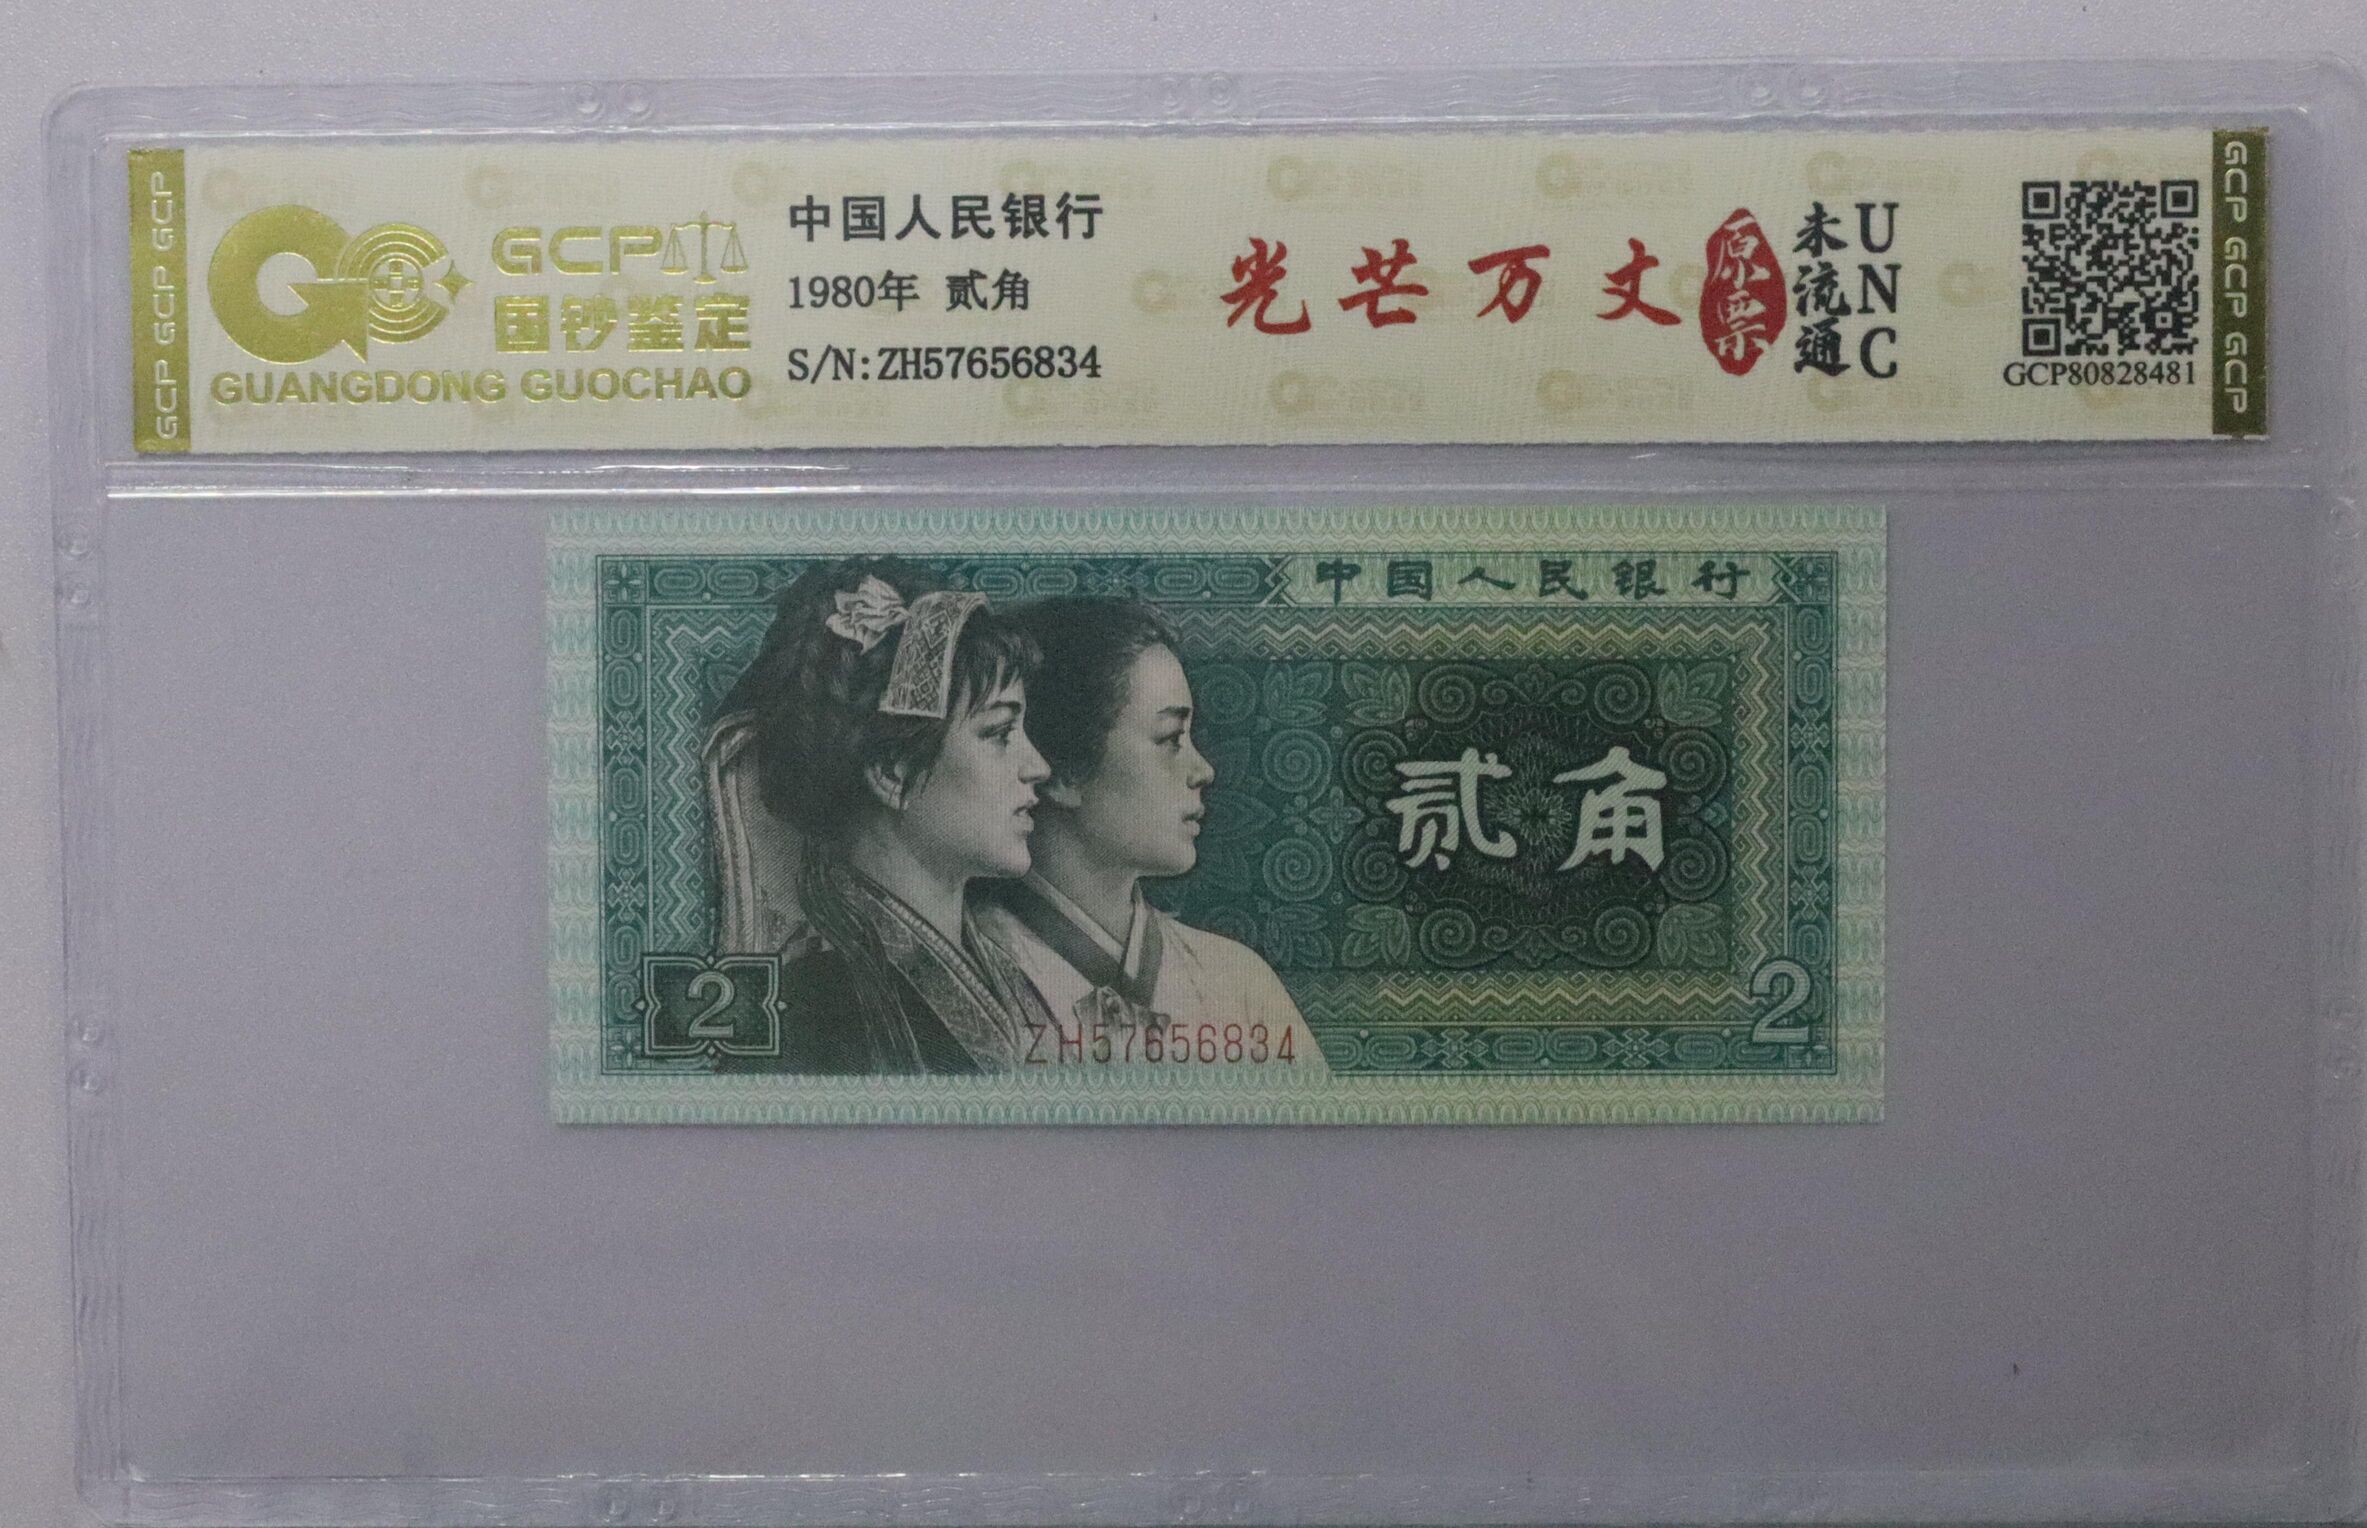 GCP GCP GCP
GCP
国钞鉴定
GUANGDONG GUOCHAO
中国人民银行
1980年 贰角
S/N:ZH57656834
光芒万丈
原票
未流通
UNC
GCP80828481
GCP GCP GCP
中国人民银行
贰角
2
2
ZH57656834